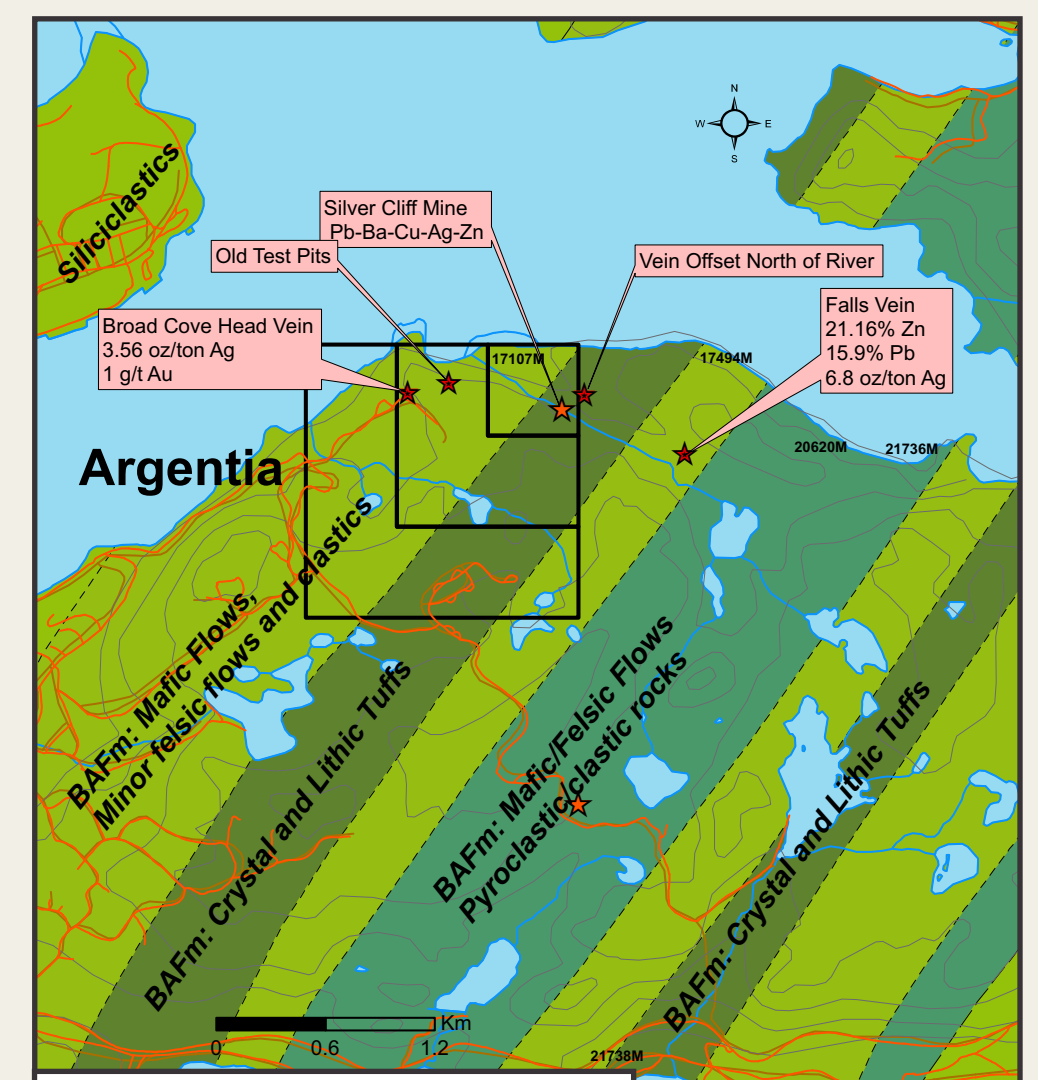 N
W E
S
Siliciclastics
Silver Cliff Mine
Pb-Ba-Cu-Ag-Zn
Old Test Pits
Vein Offset North of River
Falls Vein
21.16% Zn
15.9% Pb
6.8 oz/ton Ag
Broad Cove Head Vein
3.56 oz/ton Ag
1 g/t Au
17107M
17494M
20620M
21736M
Argentia
BAFm: Mafic Flows,
Minor felsic flows and clastics
BAFm: Crystal and Lithic Tuffs
BAFm: Mafic/Felsic Flows
Pyroclastic/clastic rocks
BAFm: Crystal and Lithic Tuffs
Km
0 0.6 1.2
21738M